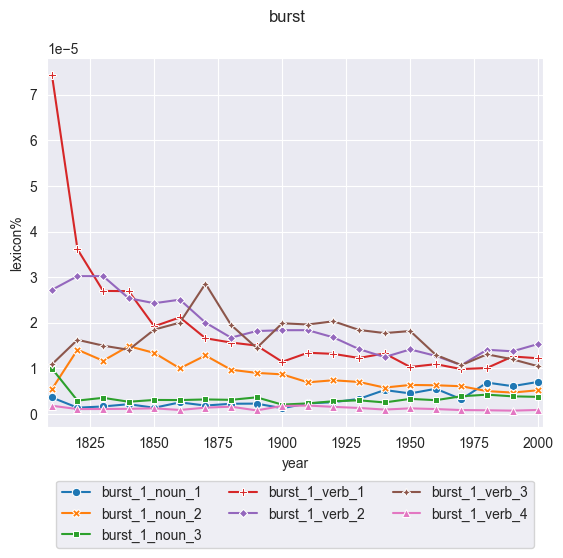 burst
1e−5
7
6
5
4
3
2
1
0
lexicon%
1825 1850 1875 1900 1925 1950 1975 2000
year
burst_1_noun_1 burst_1_verb_1 burst_1_verb_3
burst_1_noun_2 burst_1_verb_2 burst_1_verb_4
burst_1_noun_3